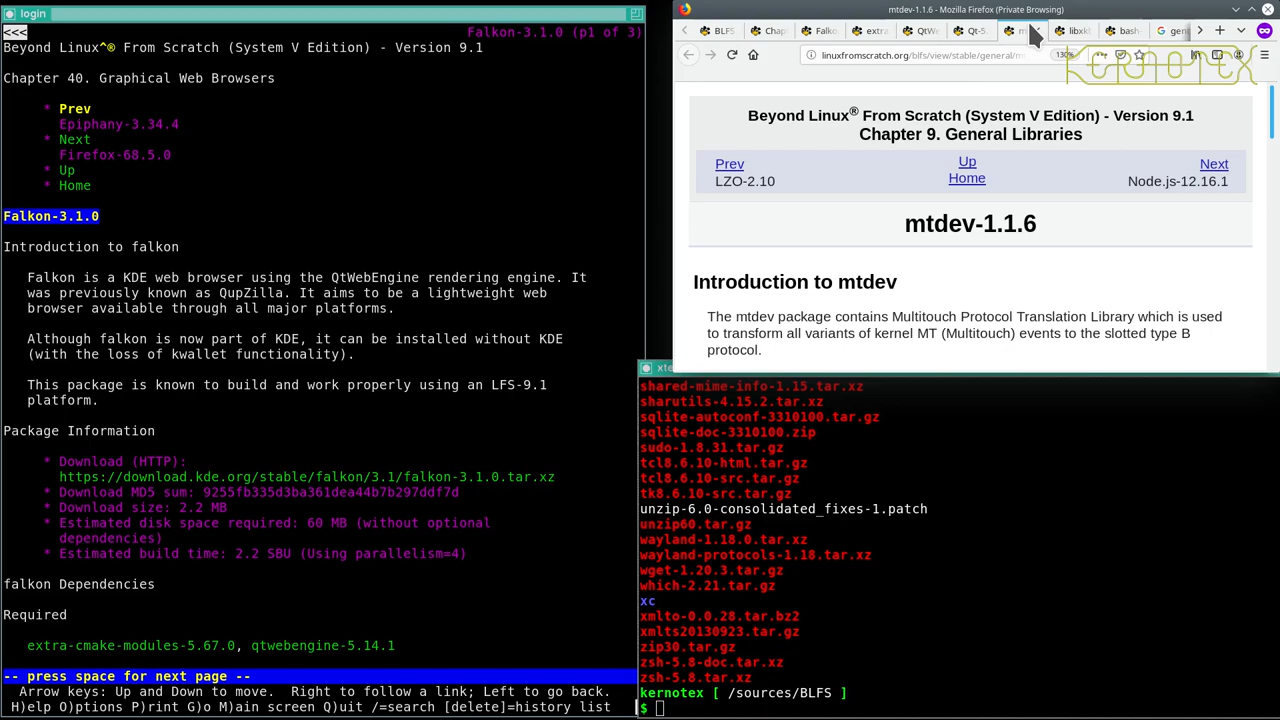 login
<<<
Falkon-3.1.0 (p1 of 3)
Beyond Linux^® From Scratch (System V Edition) - Version 9.1
Chapter 40. Graphical Web Browsers
* Prev
Epiphany-3.34.4
* Next
Firefox-68.5.0
* Up
* Home
Falkon-3.1.0
Introduction to falkon
Falkon is a KDE web browser using the QtWebEngine rendering engine. It
was previously known as QupZilla. It aims to be a lightweight web
browser available through all major platforms.
Although falkon is now part of KDE, it can be installed without KDE
(with the loss of kwallet functionality).
This package is known to build and work properly using an LFS-9.1
platform.
Package Information
* Download (HTTP):
https://download.kde.org/stable/falkon/3.1/falkon-3.1.0.tar.xz
* Download MD5 sum: 9255fb335d3ba361dea44b7b297ddf7d
* Download size: 2.2 MB
* Estimated disk space required: 60 MB (without optional
dependencies)
* Estimated build time: 2.2 SBU (Using parallelism=4)
falkon Dependencies
Required
extra-cmake-modules-5.67.0, qtwebengine-5.14.1
-- press space for next page --
Arrow keys: Up and Down to move. Right to follow a link; Left to go back.
H)elp O)ptions P)rint G)o M)ain screen Q)uit /=search [delete]=history list
mtdev-1.1.6 - Mozilla Firefox (Private Browsing)
BLFS
Chap
Falko
extra
QtWe
Qt-5.
m
libxk
bash-
gen
linuxfromscratch.org/blfs/view/stable/general/m
130%
KERNOTEX
Beyond Linux® From Scratch (System V Edition) - Version 9.1
Chapter 9. General Libraries
Prev
Up
Next
LZO-2.10
Home
Node.js-12.16.1
mtdev-1.1.6
Introduction to mtdev
The mtdev package contains Multitouch Protocol Translation Library which is used
to transform all variants of kernel MT (Multitouch) events to the slotted type B
protocol.
xte
shared-mime-info-1.15.tar.xz
sharutils-4.15.2.tar.xz
sqlite-autoconf-3310100.tar.gz
sqlite-doc-3310100.zip
sudo-1.8.31.tar.gz
tcl8.6.10-html.tar.gz
tcl8.6.10-src.tar.gz
tk8.6.10-src.tar.gz
unzip-6.0-consolidated_fixes-1.patch
unzip60.tar.gz
wayland-1.18.0.tar.xz
wayland-protocols-1.18.tar.xz
wget-1.20.3.tar.gz
which-2.21.tar.gz
xc
xmlto-0.0.28.tar.bz2
xmlts20130923.tar.gz
zip30.tar.gz
zsh-5.8-doc.tar.xz
zsh-5.8.tar.xz
kernotex [ /sources/BLFS ]
$